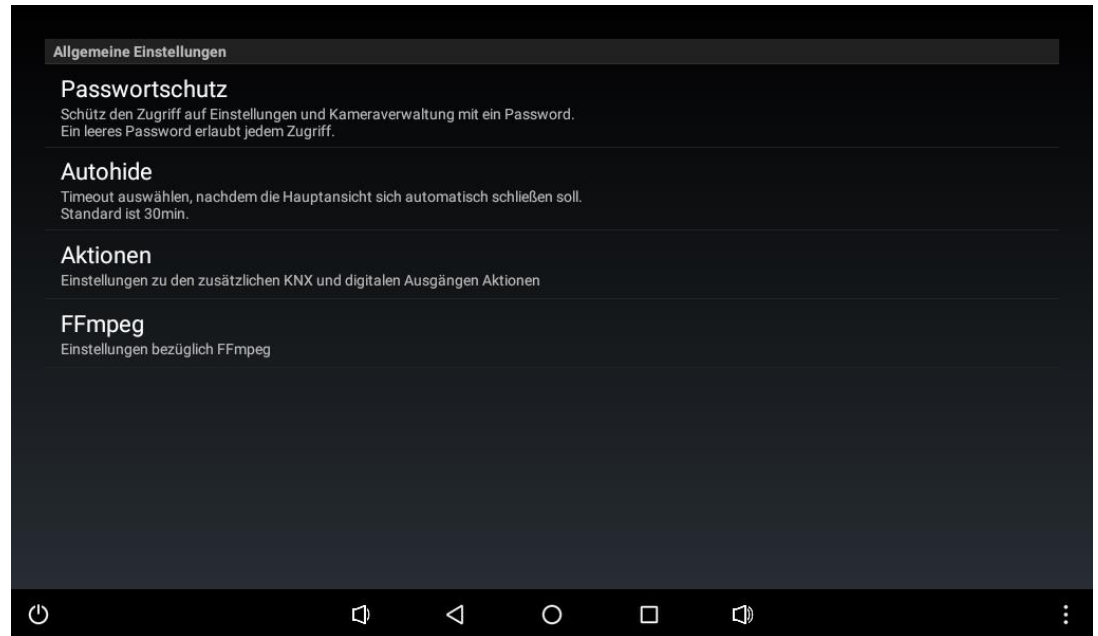 Allgemeine Einstellungen
Passwortschutz
Schütz den Zugriff auf Einstellungen und Kameraverwaltung mit ein Password.
Ein leeres Password erlaubt jedem Zugriff.
Autohide
Timeout auswählen, nachdem die Hauptansicht sich automatisch schließen soll.
Standard ist 30min.
Aktionen
Einstellungen zu den zusätzlichen KNX und digitalen Ausgängen Aktionen
FFmpeg
Einstellungen bezüglich FFmpeg